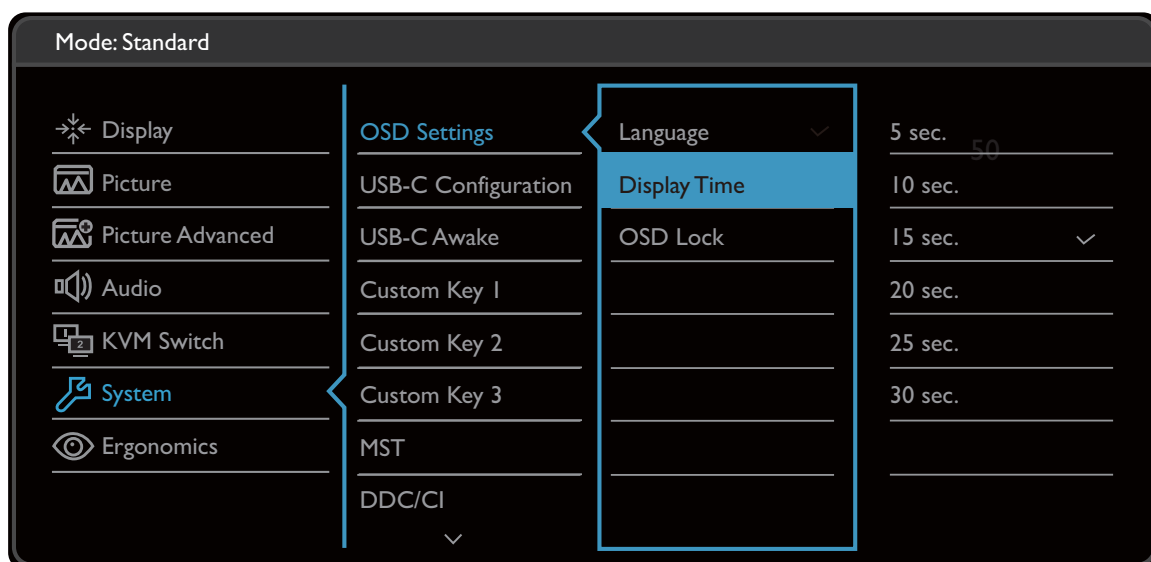 Mode: Standard
Display
Picture
Picture Advanced
Audio
2
KVM Switch
System
Ergonomics
OSD Settings
USB-C Configuration
USB-C Awake
Custom Key 1
Custom Key 2
Custom Key 3
MST
DDC/CI
Language
Display Time
OSD Lock
5 sec.
50
10 sec.
15 sec.
20 sec.
25 sec.
30 sec.